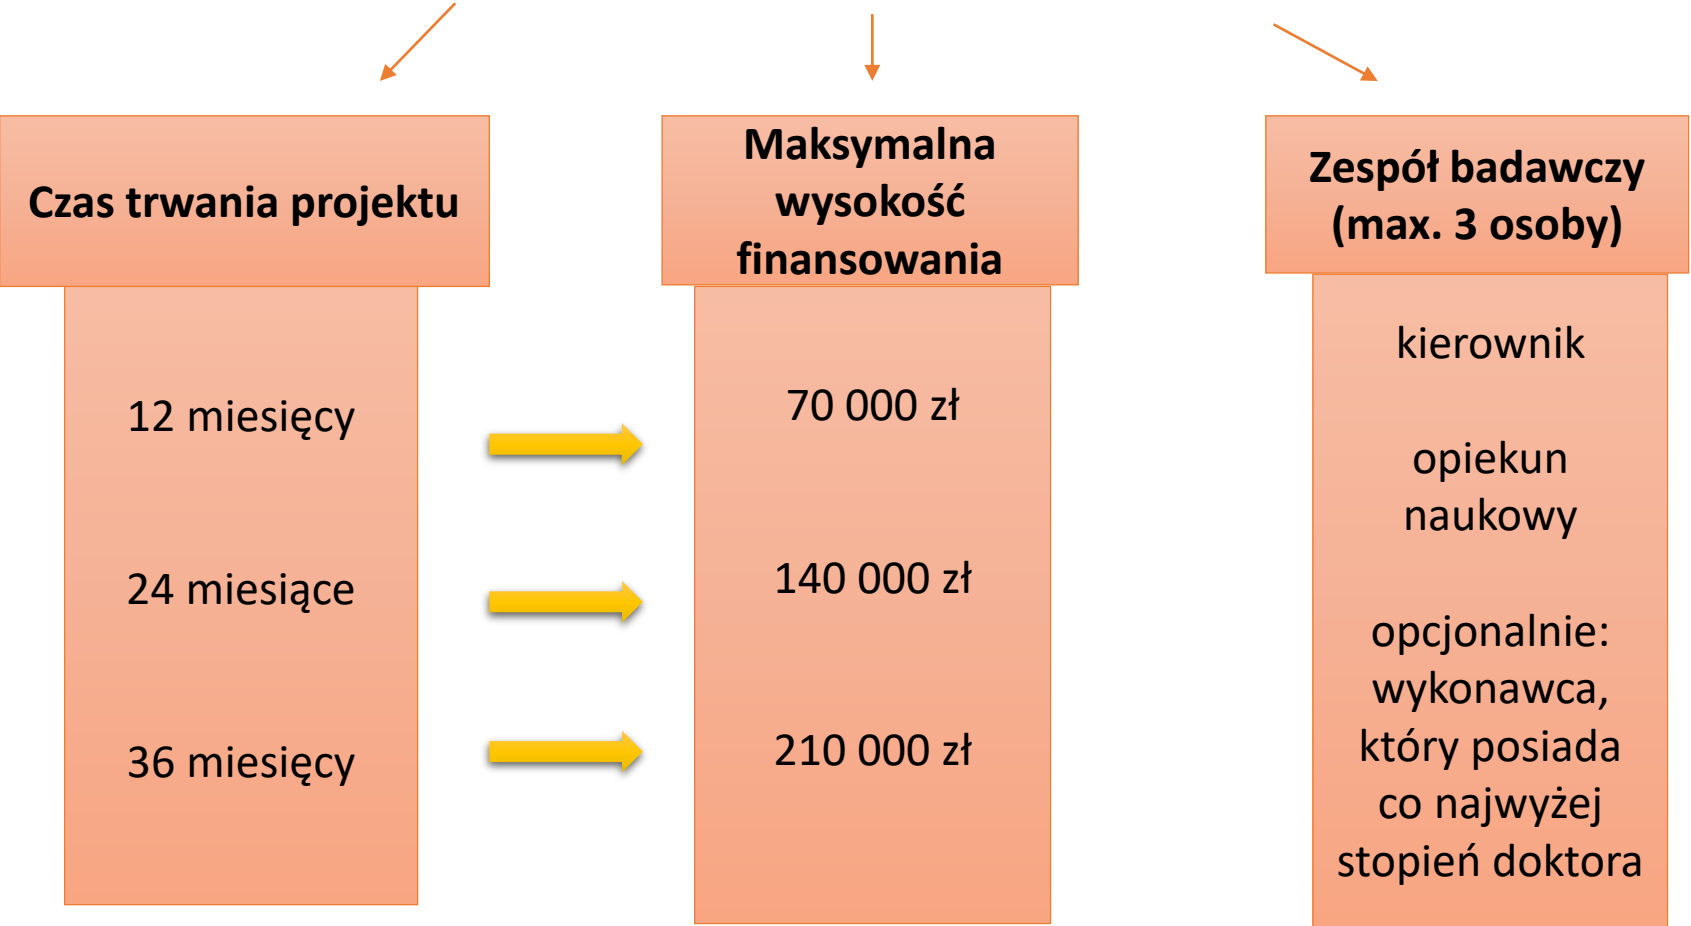 Czas trwania projektu
12 miesięcy
24 miesiące
36 miesięcy
Maksymalna
wysokość
finansowania
70 000 zł
140 000 zł
210 000 zł
Zespół badawczy
(max. 3 osoby)
kierownik
opiekun
naukowy
opcjonalnie:
wykonawca,
który posiada
co najwyżej
stopień doktora